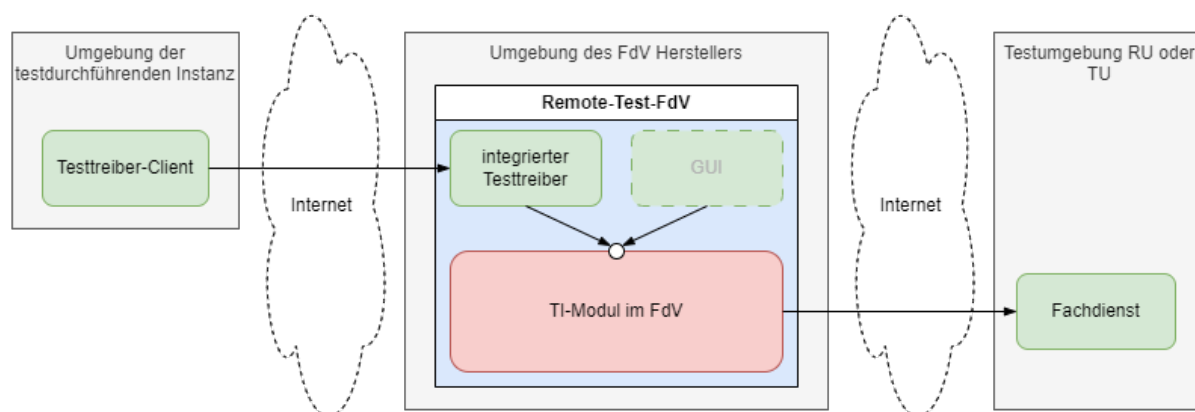 Umgebung der
testdurchführenden Instanz
Testtreiber-Client
Internet
Umgebung des FdV Herstellers
Remote-Test-FdV
integrierter
Testtreiber
GUI
TI-Modul im FdV
Internet
Testumgebung RU oder
TU
Fachdienst